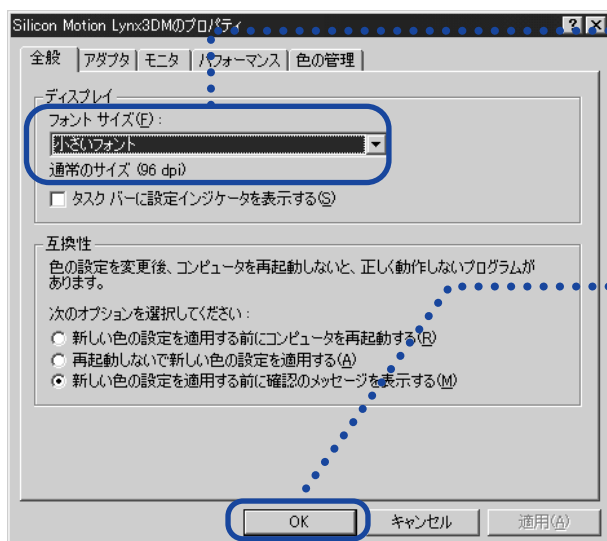 Silicon Motion Lynx3DMのプロパティ
全般 アダプタ モニタ パフォーマンス 色の管理
ディスプレイ
フォント サイズ(F) :
小さいフォント
通常のサイズ (96 dpi)
タスク バーに設定インジケータを表示する(S)
互換性
色の設定を変更後、コンピュータを再起動しないと、正しく動作しないプログラムが
あります。
次のオプションを選択してください :
新しい色の設定を適用する前にコンピュータを再起動する(R)
再起動しないで新しい色の設定を適用する(A)
新しい色の設定を適用する前に確認のメッセージを表示する(M)
OK キャンセル 適用(A)